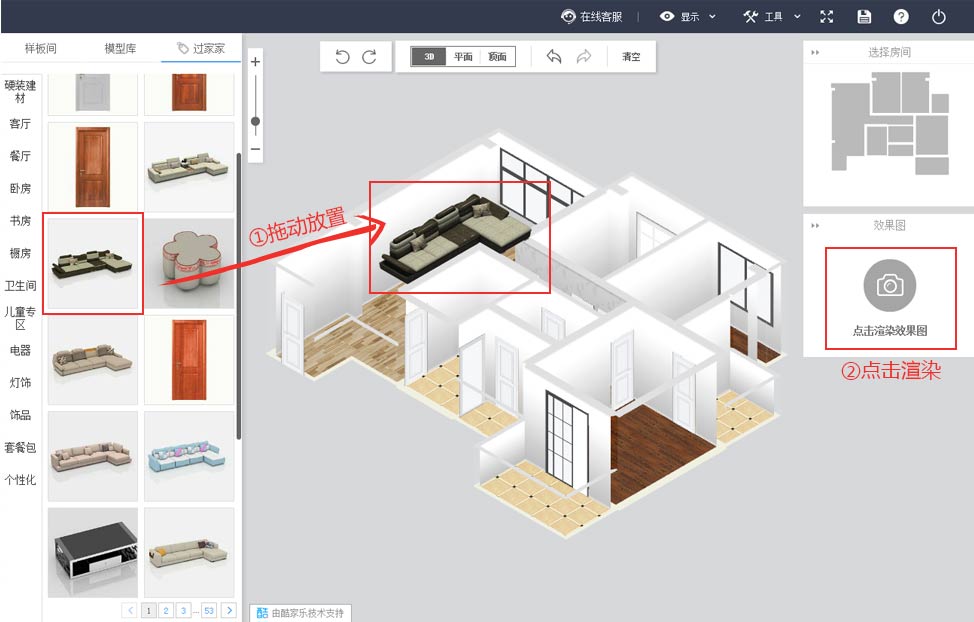 在线客服
显示
工具
样板间
模型库
过家家
硬装建
材
客厅
餐厅
卧房
书房
橱房
卫生间
儿童专
区
电器
灯饰
饰品
套餐包
个性化
1 2 3 ... 53
3D 平面 顶面
清空
①拖动放置
选择房间
效果图
点击渲染效果图
②点击渲染
酷 由酷家乐技术支持